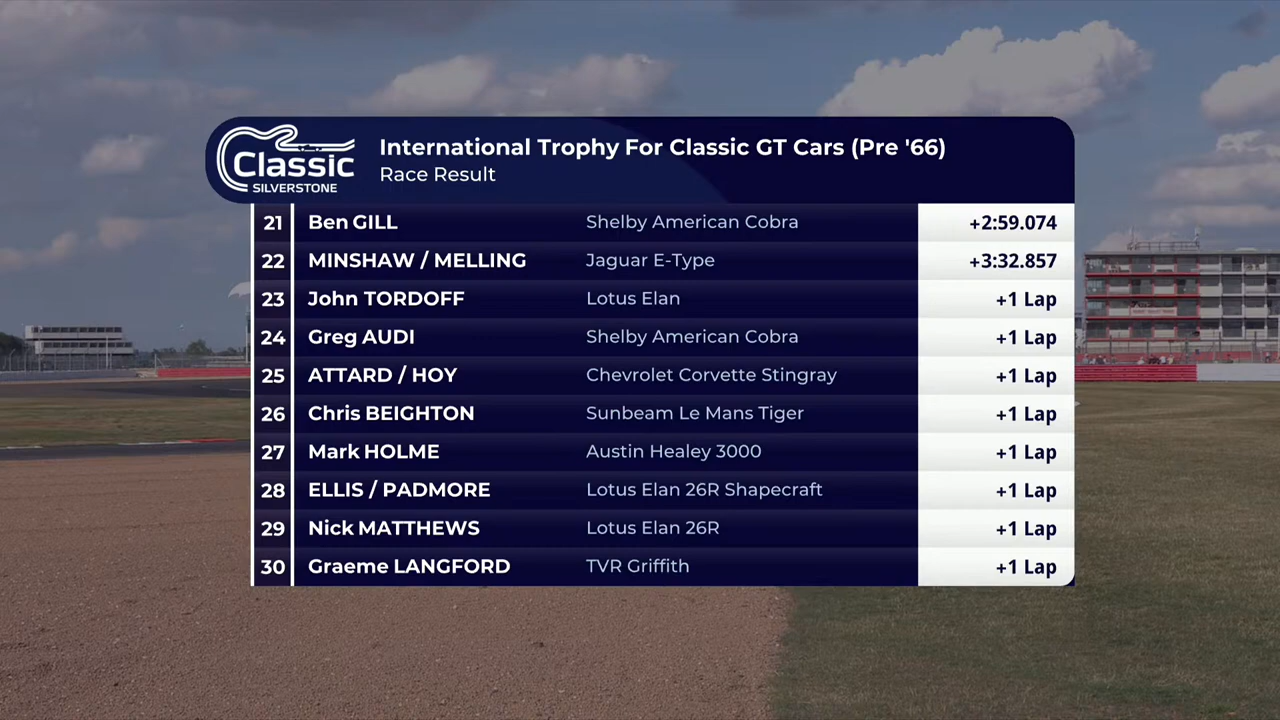 Classic
SILVERSTONE
International Trophy For Classic GT Cars (Pre '66)
Race Result
21 Ben GILL Shelby American Cobra +2:59.074
22 MINSHAW / MELLING Jaguar E-Type +3:32.857
23 John TORDOFF Lotus Elan +1 Lap
24 Greg AUDI Shelby American Cobra +1 Lap
25 ATTARD / HOY Chevrolet Corvette Stingray +1 Lap
26 Chris BEIGHTON Sunbeam Le Mans Tiger +1 Lap
27 Mark HOLME Austin Healey 3000 +1 Lap
28 ELLIS / PADMORE Lotus Elan 26R Shapecraft +1 Lap
29 Nick MATTHEWS Lotus Elan 26R +1 Lap
30 Graeme LANGFORD TVR Griffith +1 Lap